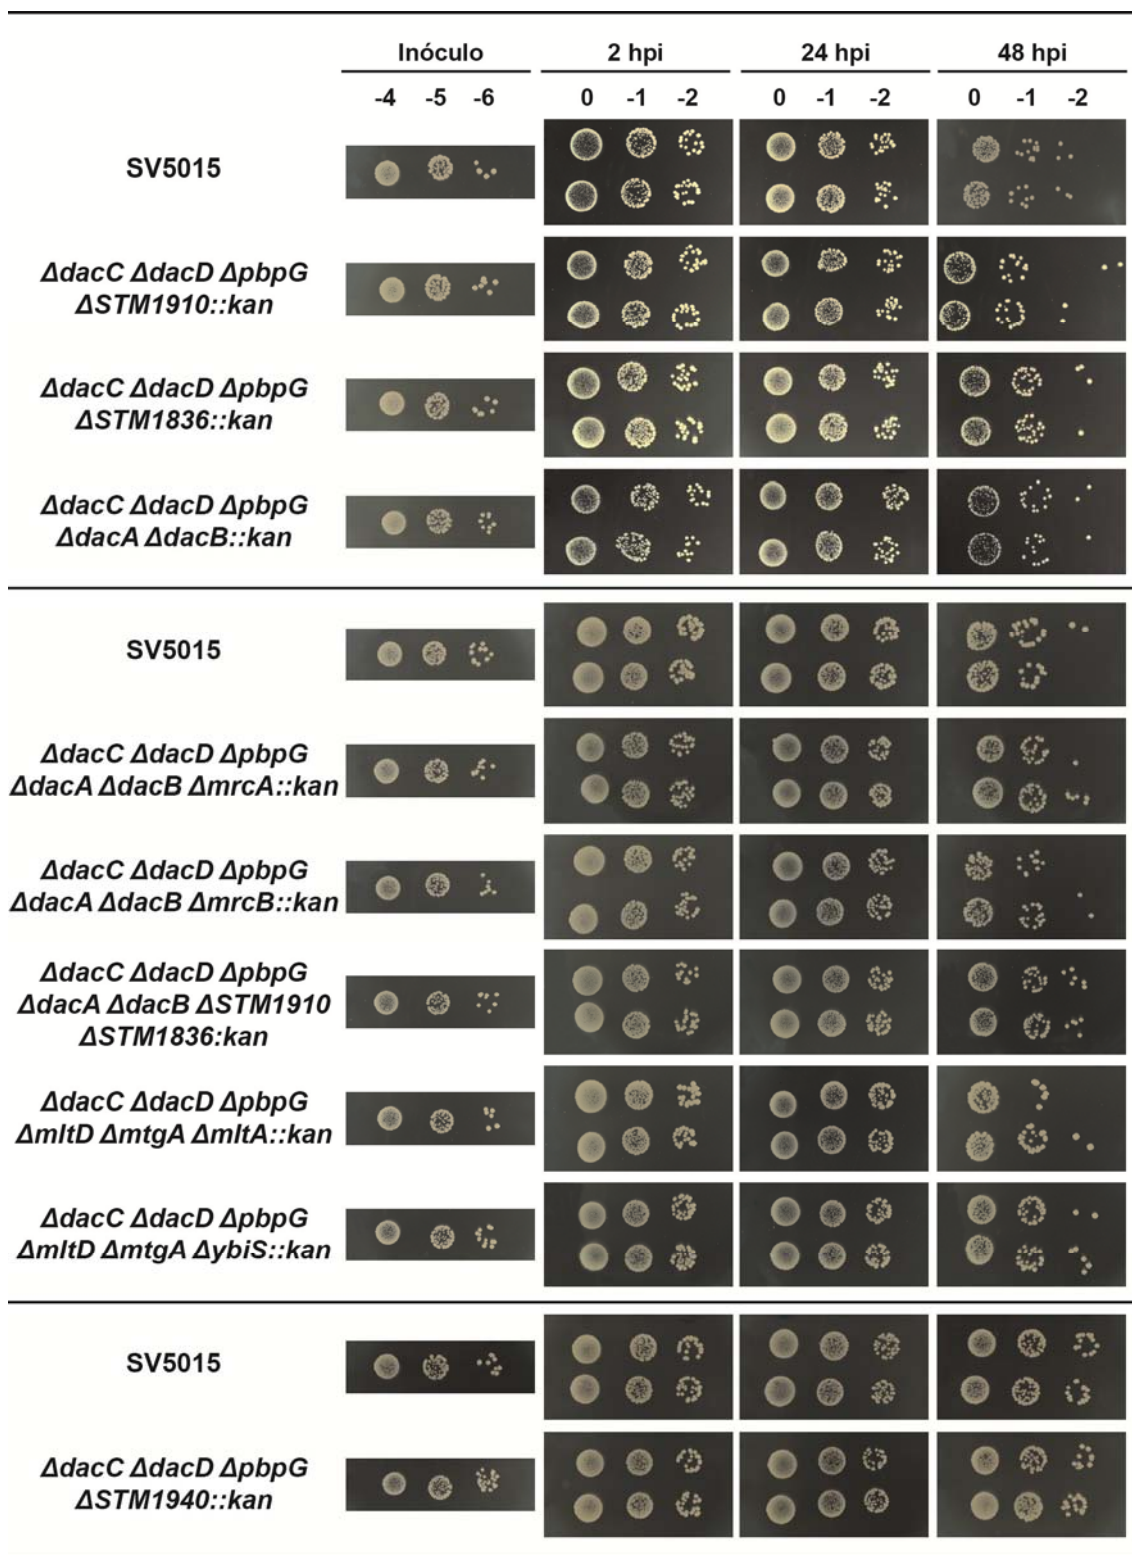 Inóculo 2 hpi 24 hpi 48 hpi
-4 -5 -6 0 -1 -2 0 -1 -2 0 -1 -2
SV5015
ΔdacC ΔdacD ΔpbpG
ΔSTM1910::kan
ΔdacC ΔdacD ΔpbpG
ΔSTM1836::kan
ΔdacC ΔdacD ΔpbpG
ΔdacA ΔdacB::kan
SV5015
ΔdacC ΔdacD ΔpbpG
ΔdacA ΔdacB ΔmrcA::kan
ΔdacC ΔdacD ΔpbpG
ΔdacA ΔdacB ΔmrcB::kan
ΔdacC ΔdacD ΔpbpG
ΔdacA ΔdacB ΔSTM1910
ΔSTM1836:kan
ΔdacC ΔdacD ΔpbpG
ΔmltD ΔmtgA ΔmltA::kan
ΔdacC ΔdacD ΔpbpG
ΔmltD ΔmtgA ΔybiS::kan
SV5015
ΔdacC ΔdacD ΔpbpG
ΔSTM1940::kan